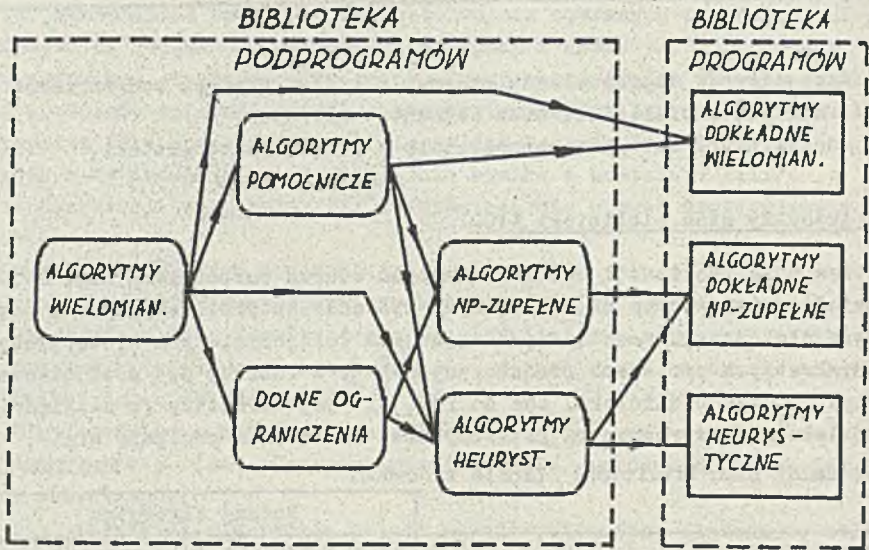 BIBLIOTEKA
PODPROGRAMÓW
ALGORYTMY
WIELOMIAN.
ALGORYTMY
POMOCNICZE
DOLNE OG-
RANICZENIA
ALGORYTMY
NP-ZUPEŁNE
ALGORYTMY
HEURYST.
BIBLIOTEKA
PROGRAMÓW
ALGORYTMY
DOKŁADNE
WIELOMIAN.
ALGORYTMY
DOKŁADNE
NP-ZUPEŁNE
ALGORYTMY
HEURYS-
TYCZNE